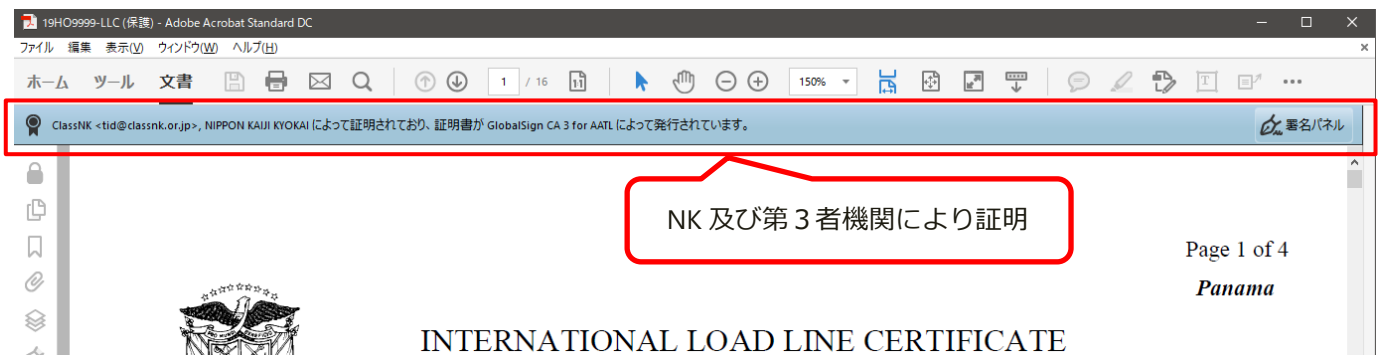 19HO9999-LLC (保護) - Adobe Acrobat Standard DC
ファイル 編集 表示(V) ウィンドウ(W) ヘルプ(H)
ホーム ツール 文書 1 / 16 150%
ClassNK <tid@classnk.or.jp>, NIPPON KAIJI KYOKAI によって証明されており、証明書が GlobalSign CA 3 for AATL によって発行されています。 署名パネル
NK 及び第３者機関により証明
Page 1 of 4
Panama
INTERNATIONAL LOAD LINE CERTIFICATE